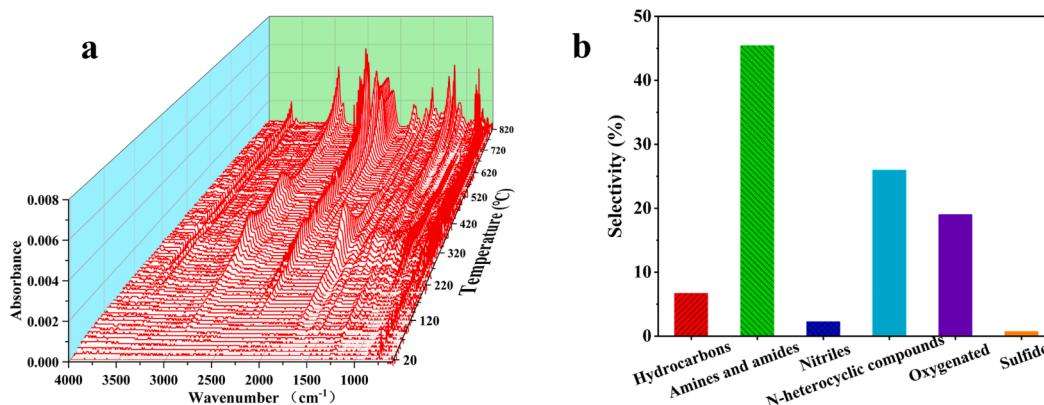 a
0.008
0.006
0.004
0.002
0.000
Absorbance
4000
3500
2500
2000
1500
1000
Wavenumber （cm-1）
20
120
220
320
420
520
620
720
820
Temperature (°C)
b
50
40
30
20
10
0
Selectivity (%)
Hydrocarbons
Amines and amides
Nitriles
N-heterocyclic compounds
Oxygenated
Sulfide